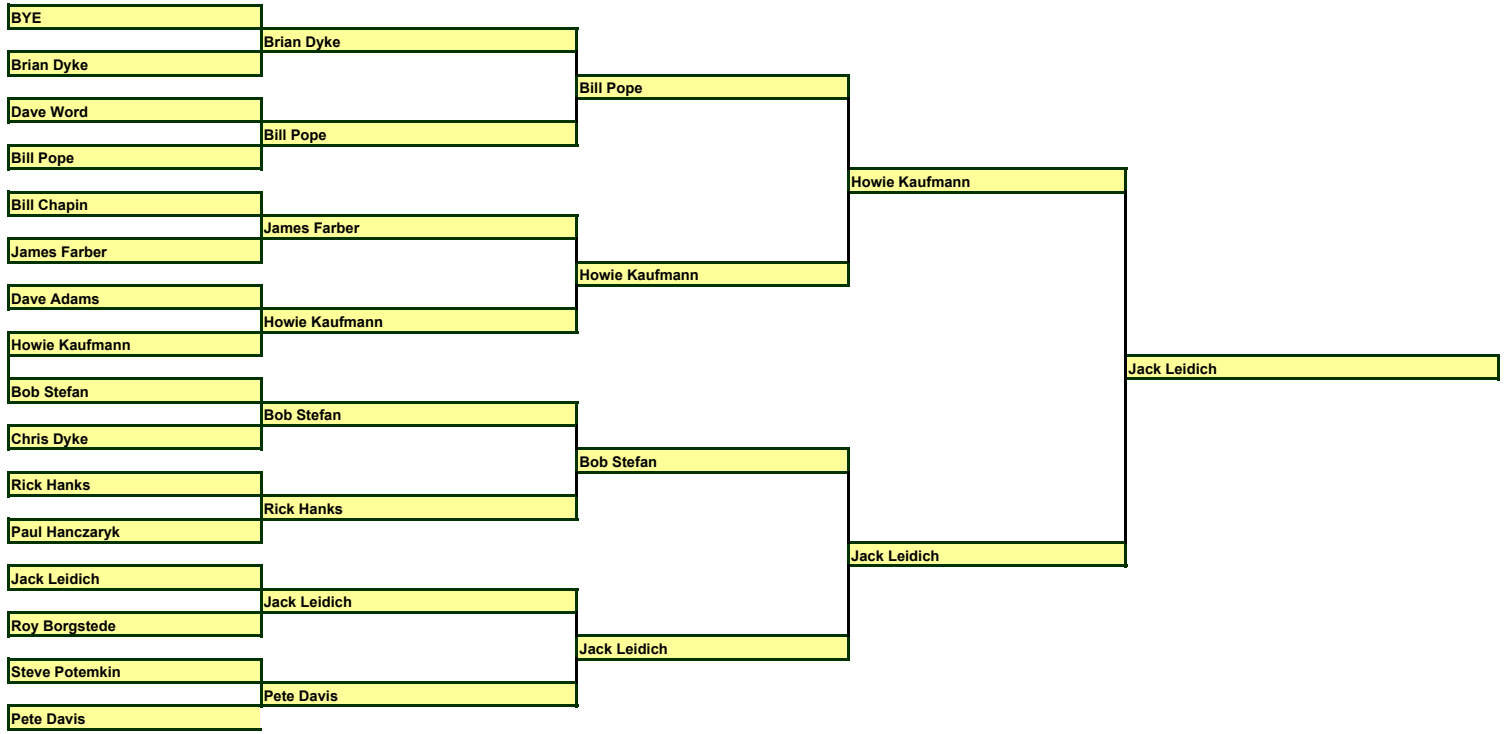 BYE
Brian Dyke
Brian Dyke
Dave Word
Bill Pope
Bill Pope
Bill Pope
Bill Chapin
James Farber
James Farber
Dave Adams
Howie Kaufmann
Howie Kaufmann
Howie Kaufmann
Howie Kaufmann
Bob Stefan
Bob Stefan
Chris Dyke
Bob Stefan
Rick Hanks
Rick Hanks
Paul Hanczaryk
Jack Leidich
Jack Leidich
Roy Borgstede
Jack Leidich
Steve Potemkin
Pete Davis
Pete Davis
Jack Leidich
Jack Leidich